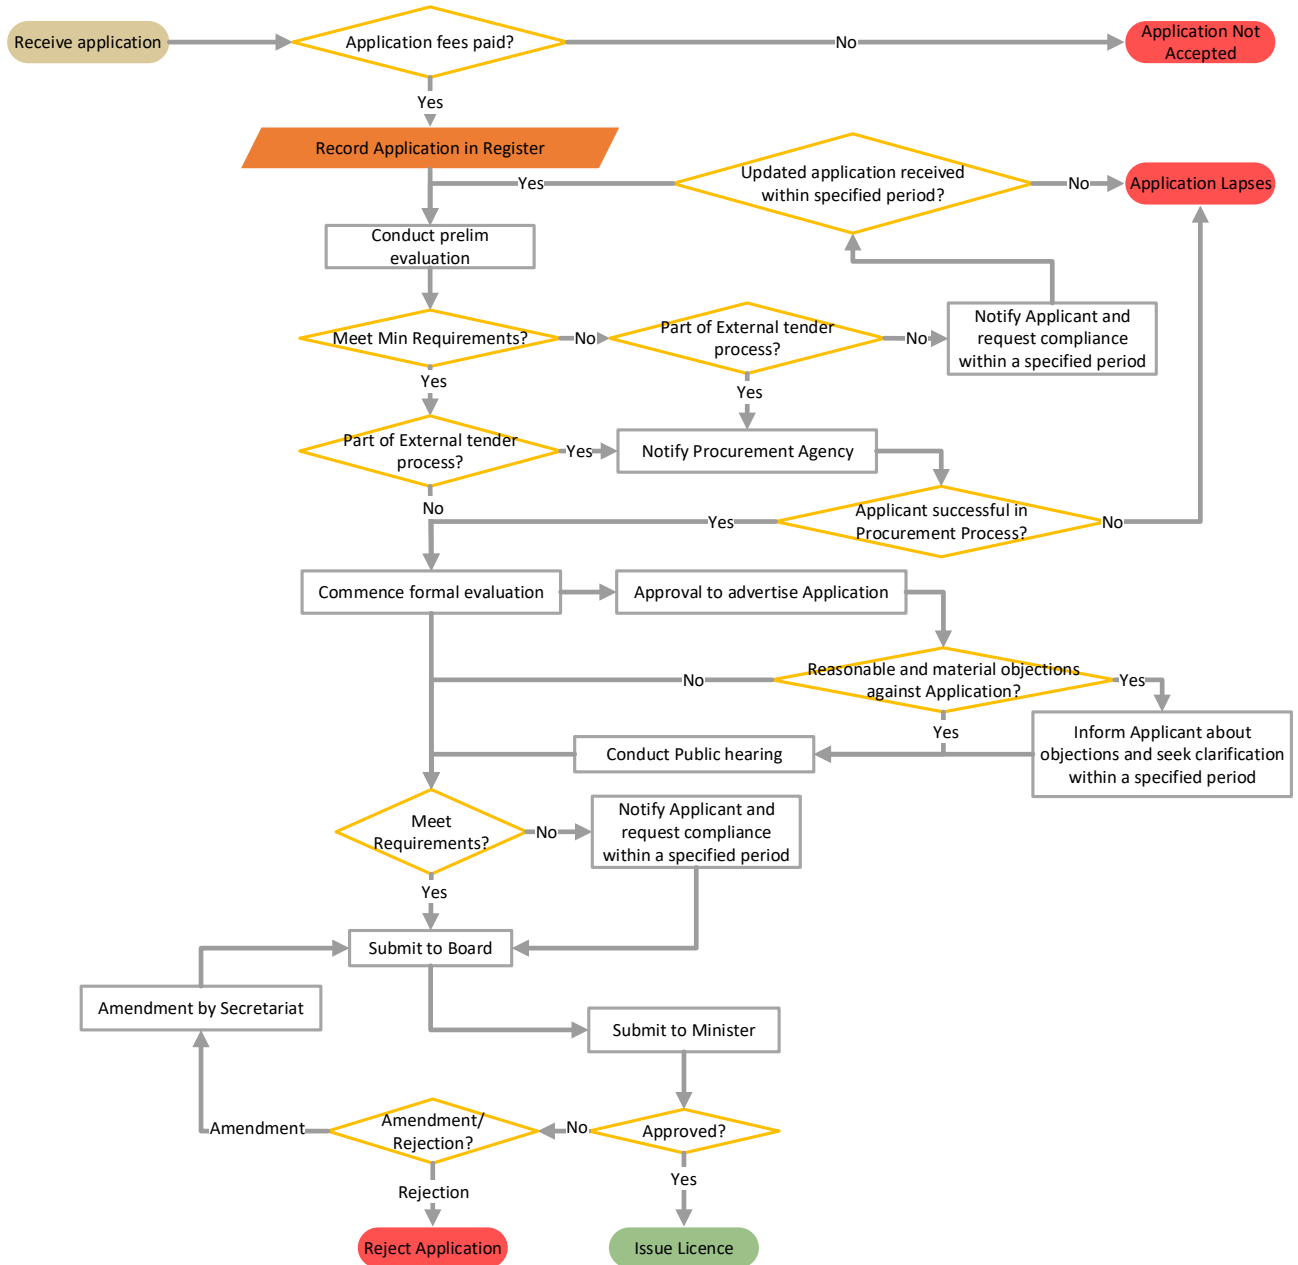 Receive application
Application fees paid?
No
Application Not
Accepted
Yes
Record Application in Register
Updated application received
within specified period?
Yes
No
Application Lapses
Conduct prelim
evaluation
Meet Min Requirements?
No
Part of External tender
process?
No
Notify Applicant and
request compliance
within a specified period
Yes
Yes
Part of External tender
process?
Yes
Notify Procurement Agency
No
Yes
Applicant successful in
Procurement Process?
No
Commence formal evaluation
Approval to advertise Application
No
Reasonable and material objections
against Application?
Yes
Yes
Conduct Public hearing
Inform Applicant about
objections and seek clarification
within a specified period
Meet
Requirements?
No
Notify Applicant and
request compliance
within a specified period
Yes
Submit to Board
Amendment by Secretariat
Submit to Minister
Amendment
Amendment/
Rejection?
No
Approved?
Rejection
Yes
Reject Application
Issue Licence